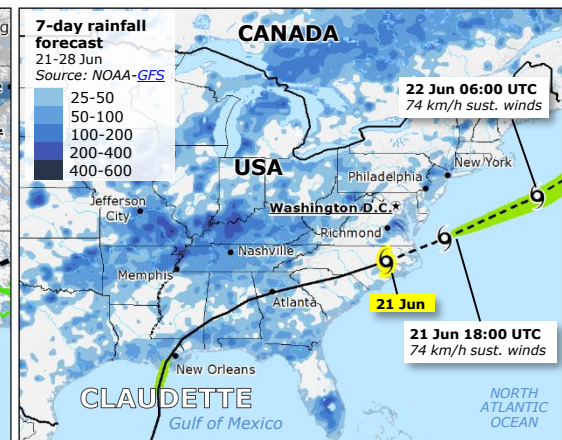 7-day rainfall
forecast
21-28 Jun
Source: NOAA-GFS
25-50
50-100
100-200
200-400
400-600
CANADA
22 Jun 06:00 UTC
74 km/h sust. winds
USA
New York
Philadelphia
Jefferson
City
Washington D.C.
Richmond
Nashville
Memphis
21 Jun
Atlanta
21 Jun 18:00 UTC
74 km/h sust. winds
New Orleans
CLAUDETTE
Gulf of Mexico
NORTH
ATLANTIC
OCEAN